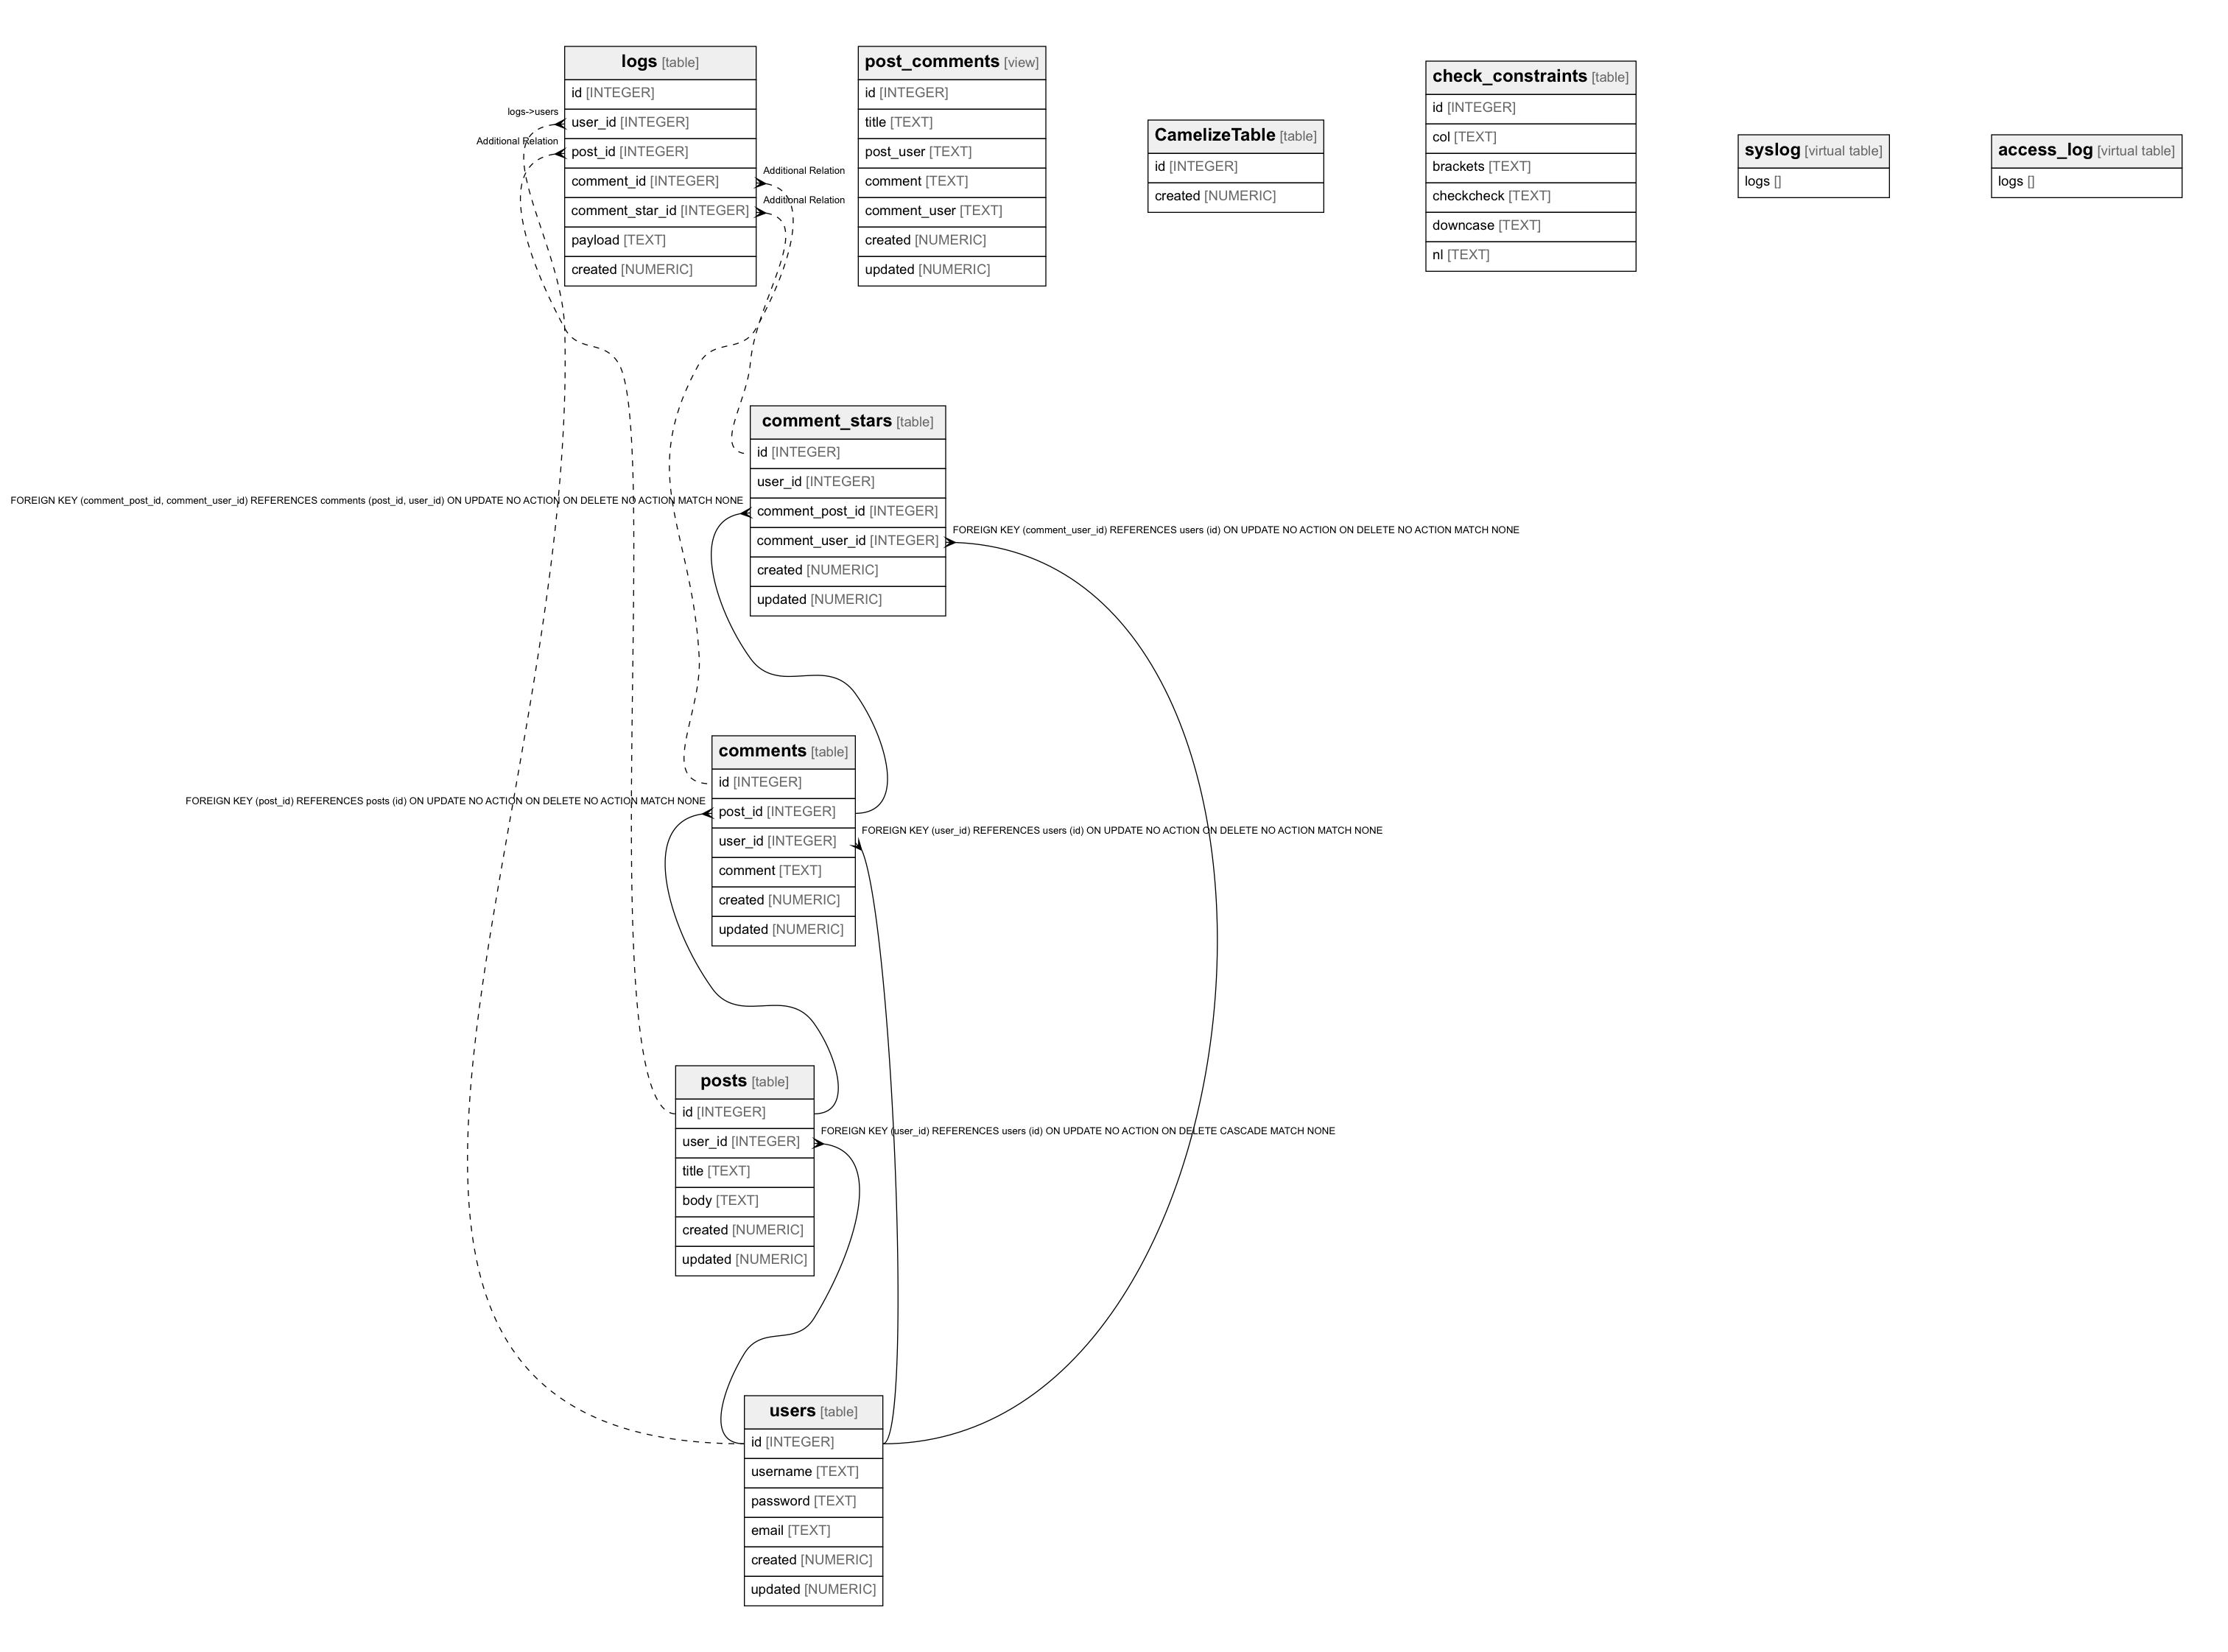 logs [table]
id [INTEGER]
logs->users
user_id [INTEGER]
Additional Relation
post_id [INTEGER]
Additional Relation
comment_id [INTEGER]
Additional Relation
comment_star_id [INTEGER]
payload [TEXT]
created [NUMERIC]
post_comments [view]
id [INTEGER]
title [TEXT]
post_user [TEXT]
comment [TEXT]
comment_user [TEXT]
created [NUMERIC]
updated [NUMERIC]
CamelizeTable [table]
id [INTEGER]
created [NUMERIC]
check_constraints [table]
id [INTEGER]
col [TEXT]
brackets [TEXT]
checkcheck [TEXT]
downcase [TEXT]
nl [TEXT]
syslog [virtual table]
logs []
access_log [virtual table]
logs []
comment_stars [table]
id [INTEGER]
user_id [INTEGER]
FOREIGN KEY (comment_post_id, comment_user_id) REFERENCES comments (post_id, user_id) ON UPDATE NO ACTION ON DELETE NO ACTION MATCH NONE
comment_post_id [INTEGER]
FOREIGN KEY (comment_user_id) REFERENCES users (id) ON UPDATE NO ACTION ON DELETE NO ACTION MATCH NONE
comment_user_id [INTEGER]
created [NUMERIC]
updated [NUMERIC]
comments [table]
id [INTEGER]
FOREIGN KEY (post_id) REFERENCES posts (id) ON UPDATE NO ACTION ON DELETE NO ACTION MATCH NONE
post_id [INTEGER]
FOREIGN KEY (user_id) REFERENCES users (id) ON UPDATE NO ACTION ON DELETE NO ACTION MATCH NONE
user_id [INTEGER]
comment [TEXT]
created [NUMERIC]
updated [NUMERIC]
posts [table]
id [INTEGER]
FOREIGN KEY (user_id) REFERENCES users (id) ON UPDATE NO ACTION ON DELETE CASCADE MATCH NONE
user_id [INTEGER]
title [TEXT]
body [TEXT]
created [NUMERIC]
updated [NUMERIC]
users [table]
id [INTEGER]
username [TEXT]
password [TEXT]
email [TEXT]
created [NUMERIC]
updated [NUMERIC]